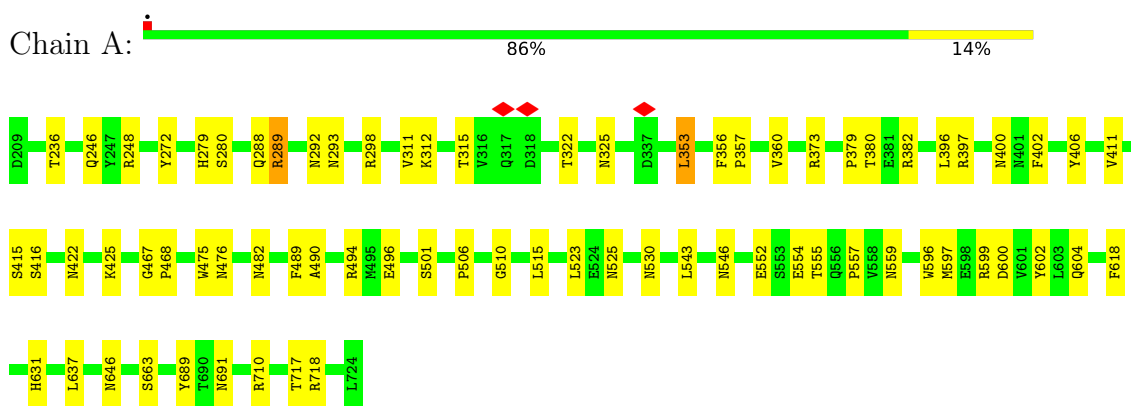 Chain A:
•
86% 14%
D209 T236 Q246 Y247 R248 Y272 H279 S280 Q288 R289 N292 N293 R298 V311 K312 T315 V316 Q317 D318 T322 N325 D337 L353 F356 P357 V360 R373 P379 T380 E381 R382 L396 R397 N400 N401 F402 Y406 V411
S415 S416 N422 K425 G467 P468 W475 N476 N482 F489 A490 R494 M495 E496 S501 P506 G510 L515 L523 E524 N525 N530 L543 N546 E552 S553 E554 T555 Q556 P557 V558 N559 W596 M597 E598 R599 D600 V601 Y602 L603 Q604 F618
H631 L637 N646 S663 Y689 T690 N691 R710 T717 R718 L724